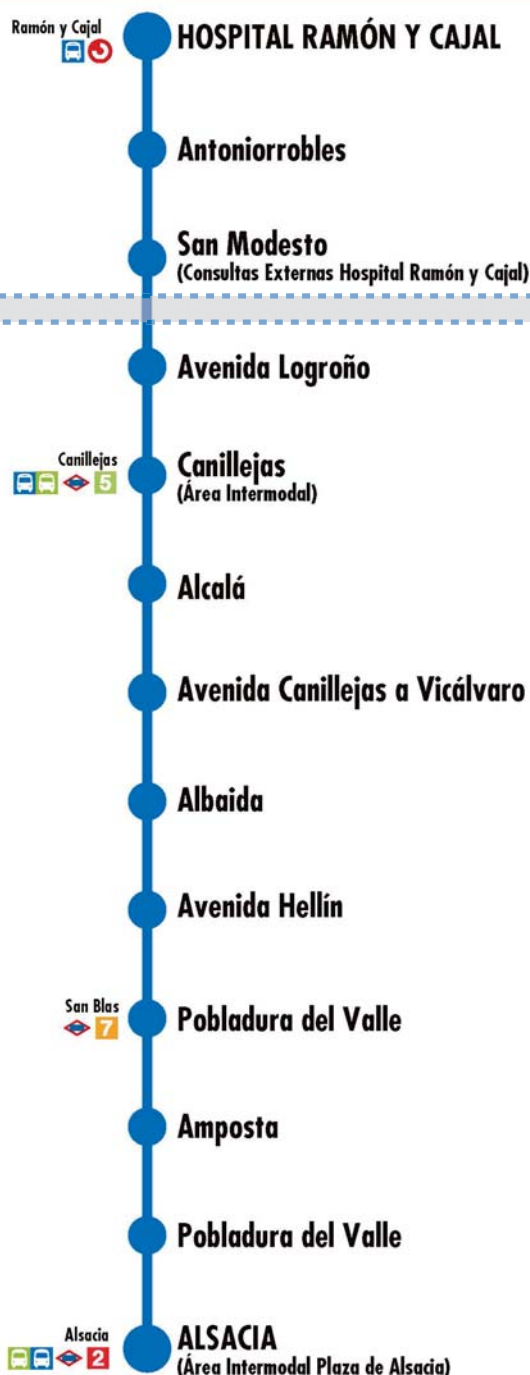 Ramón y Cajal
HOSPITAL RAMÓN Y CAJAL
Antoniorrobles
San Modesto
(Consultas Externas Hospital Ramón y Cajal)
Avenida Logroño
Canillejas
5
Canillejas
(Área Intermodal)
Alcalá
Avenida Canillejas a Vicálvaro
Albaida
Avenida Hellín
San Blas
7
Pobladura del Valle
Amposta
Pobladura del Valle
Alsacia
2
ALSACIA
(Área Intermodal Plaza de Alsacia)